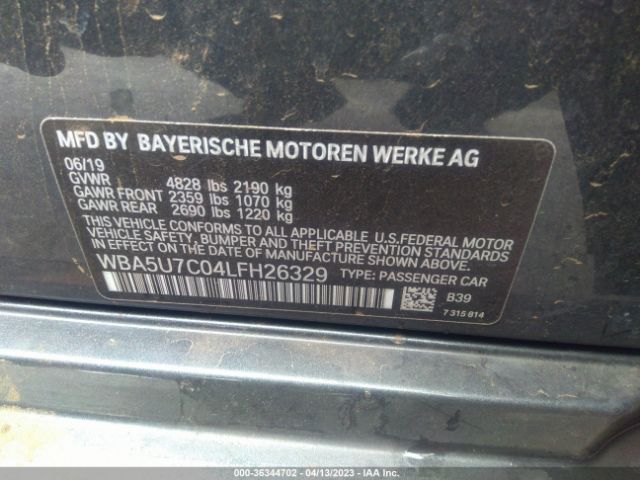 MFD BY BAYERISCHE MOTOREN WERKE AG
06/19
GVWR 4828 lbs 2190 kg
GAWR FRONT 2359 lbs 1070 kg
GAWR REAR 2690 lbs 1220 kg
THIS VEHICLE CONFORMS TO ALL APPLICABLE U.S.FEDERAL MOTOR
VEHICLE SAFETY, BUMPER, AND THEFT PREVENTION STANDARDS
IN EFFECT ON THE DATE OF MANUFACTURE SHOWN ABOVE.
WBA5U7C04LFH26329 TYPE: PASSENGER CAR
B39
7 315 814
000-36344702 - 04/13/2023 - IAA Inc.